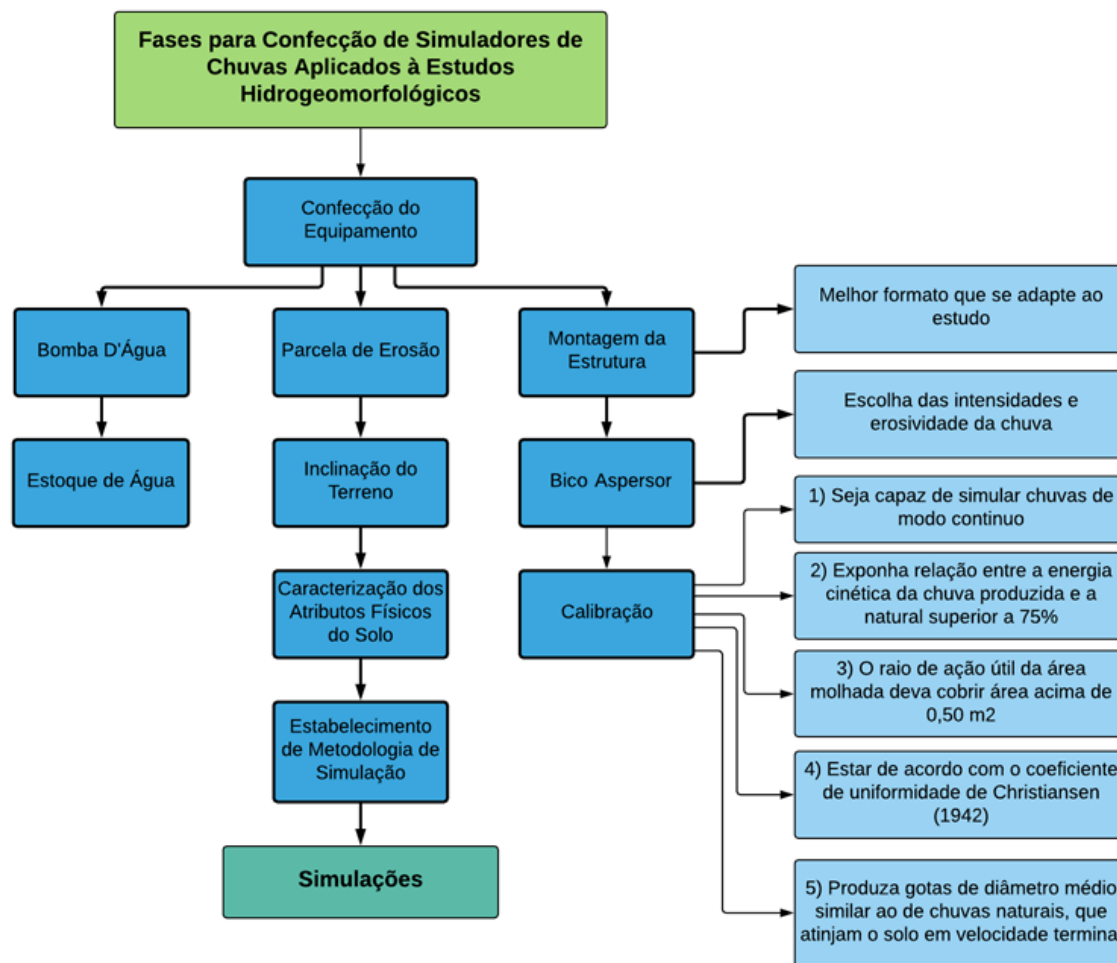 Fases para Confecção de Simuladores de
Chuvas Aplicados à Estudos
Hidrogeomorfológicos
Confecção do
Equipamento
Bomba D'Água
Parcela de Erosão
Montagem da
Estrutura
Melhor formato que se adapte ao
estudo
Estoque de Água
Inclinação do
Terreno
Bico Aspersor
Escolha das intensidades e
erosividade da chuva
Caracterização dos
Atributos Físicos
do Solo
Calibração
1) Seja capaz de simular chuvas de
modo continuo
2) Exponha relação entre a energia
cinética da chuva produzida e a
natural superior a 75%
3) O raio de ação útil da área
molhada deva cobrir área acima de
0,50 m2
4) Estar de acordo com o coeficiente
de uniformidade de Christiansen
(1942)
5) Produza gotas de diâmetro médio
similar ao de chuvas naturais, que
atinjam o solo em velocidade termina
Estabelecimento
de Metodologia de
Simulação
Simulações